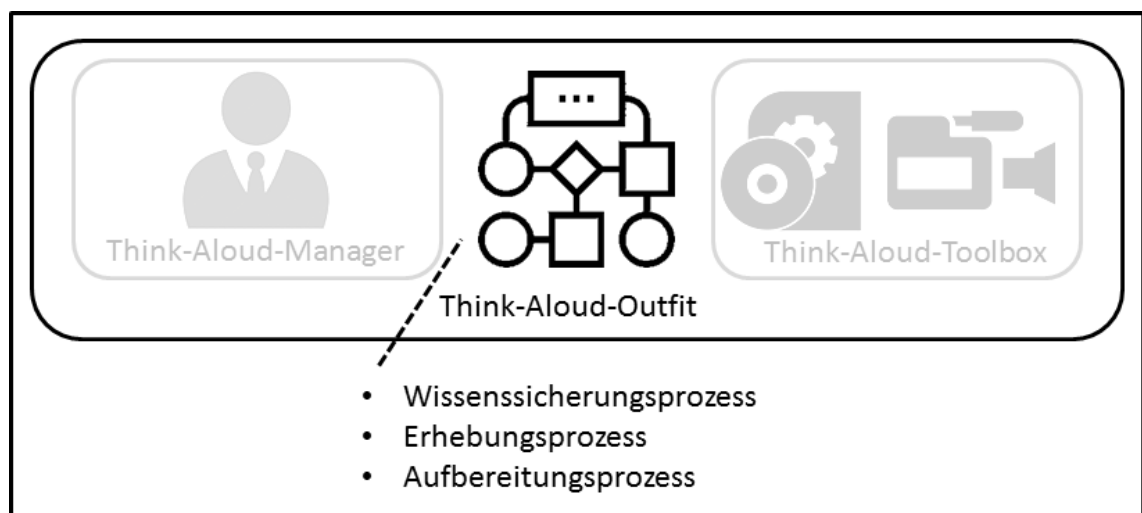 Think-Aloud-Manager
Think-Aloud-Toolbox
Think-Aloud-Outfit
• Wissenssicherungsprozess
• Erhebungsprozess
• Aufbereitungsprozess